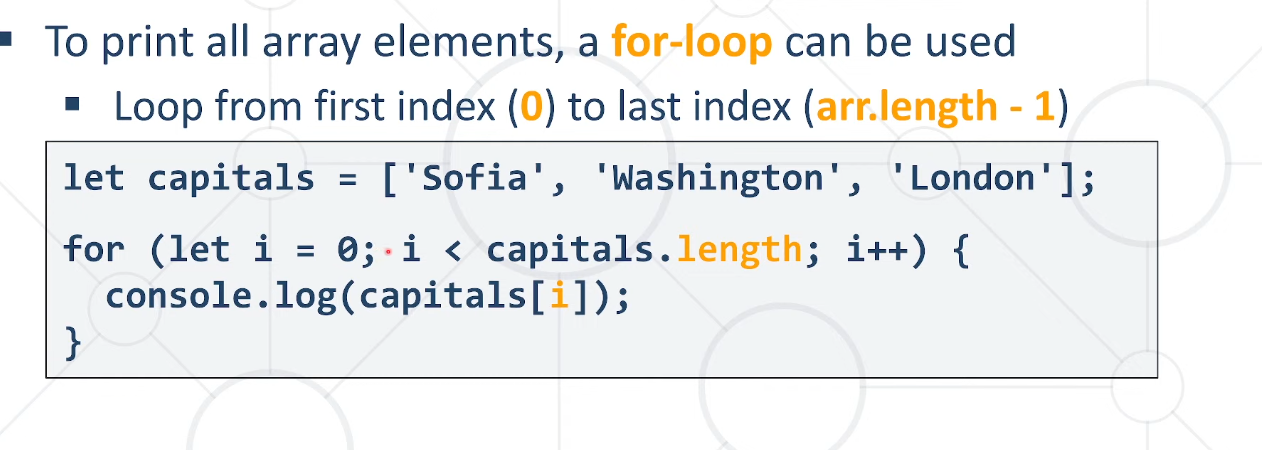 ▪ To print all array elements, a for-loop can be used
▪ Loop from first index (0) to last index (arr.length - 1)
let capitals = ['Sofia', 'Washington', 'London'];
for (let i = 0; i < capitals.length; i++) {
  console.log(capitals[i]);
}